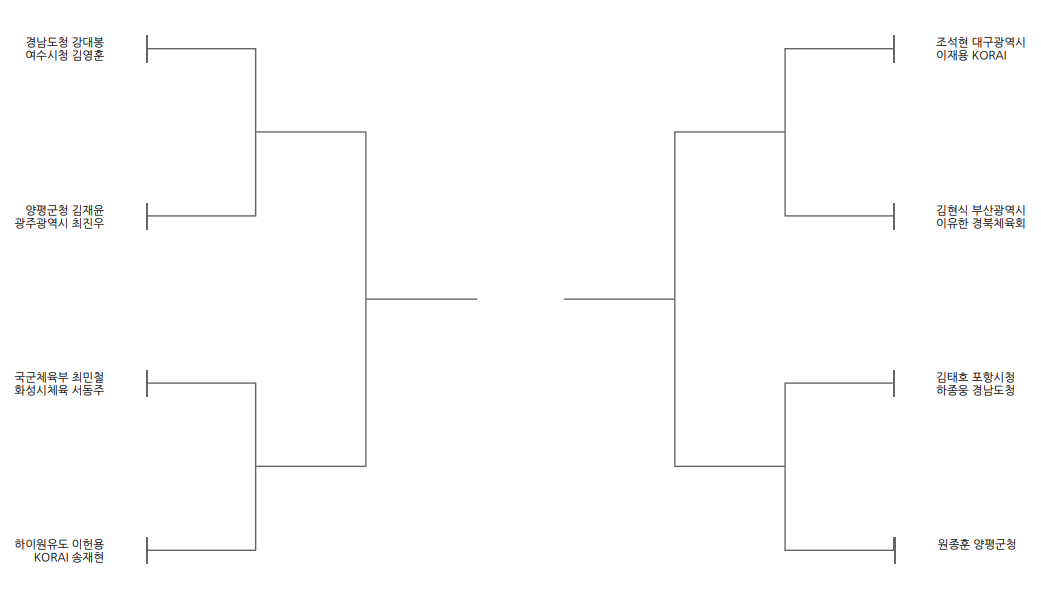 경남도청 강대봉
여수시청 김영훈
양평군청 김재윤
광주광역시 최진우
국군체육부 최민철
화성시체육 서동주
하이원유도 이헌용
KORAI 송재현
조석현 대구광역시
이재용 KORAI
김현식 부산광역시
이유한 경북체육회
김태호 포항시청
하종웅 경남도청
원종훈 양평군청